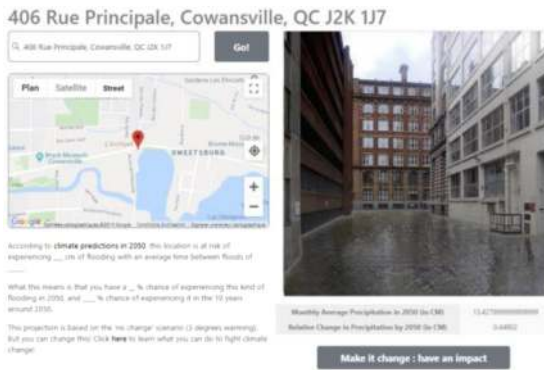 406 Rue Principale, Cowansville, QC J2K 1J7
406 Rue Principale, Cowansville, QC J2K 1J7
Go!
Plan Satellite Street
SWEETSBURG
Google
According to climate predictions in 2050 this location is at risk of
experiencing __ cm of flooding with an average time between floods of
____
What this means is that you have a _ % chance of experiencing this kind of
flooding in 2050, and ___ % chance of experiencing it in the 10 years
around 2050.
This projection is based on the 'no change' scenario (3 degrees warming).
But you can change this! Click here to learn what you can do to fight climate
change!
Monthly Average Precipitation in 2050 (in CM)
Relative Change in Precipitation by 2050 (in CM)
Make it change : have an impact